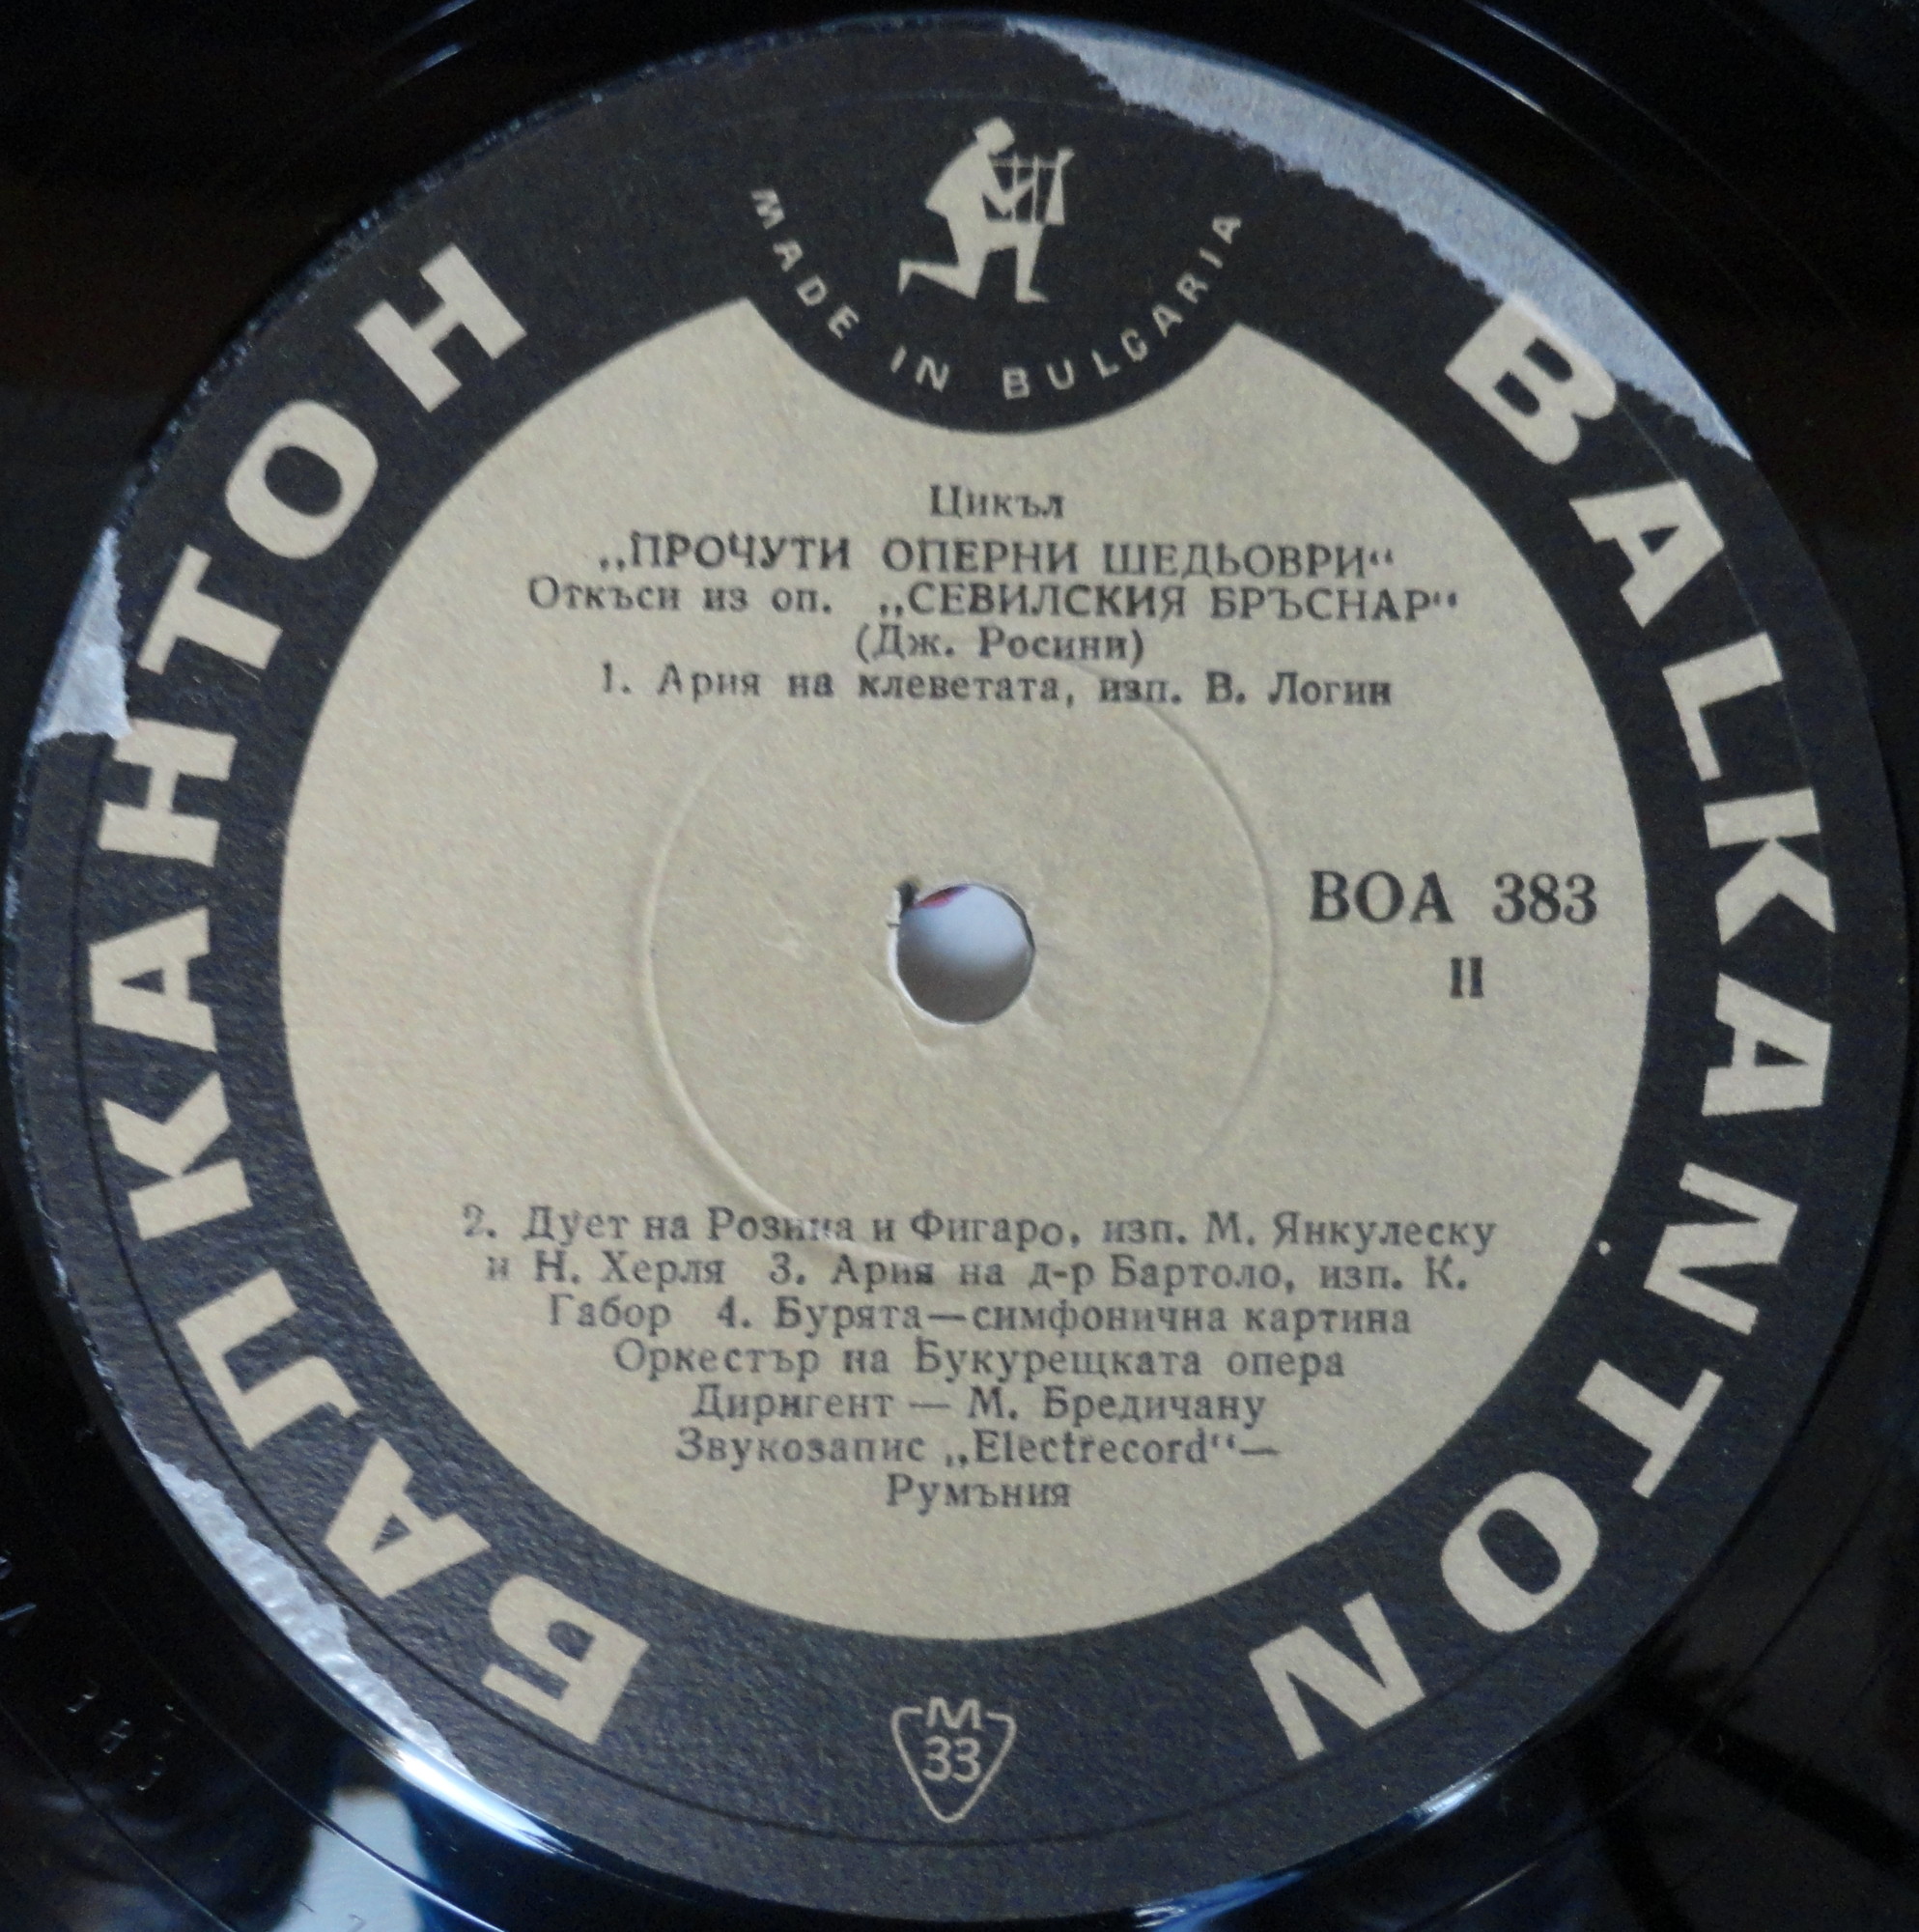 MADE IN BULGARIA
БАЛКАНТОН
BALKANTON
Цикъл
„ПРОЧУТИ ОПЕРНИ ШЕДЬОВРИ“
Откъси из оп. „СЕВИЛСКИЯ БРЪСНАР“
(Дж. Росини)
1. Ария на клеветата, изп. В. Логин
ВОА 383
II
2. Дует на Розина и Фигаро, изп. М. Янкулеску
и Н. Херля 3. Ария на д-р Бартоло, изп. К.
Габор 4. Бурята—симфонична картина
Оркестър на Букурещката опера
Диригент — М. Бредичану
Звукозапис „Electrecord“—
Румъния
М
33